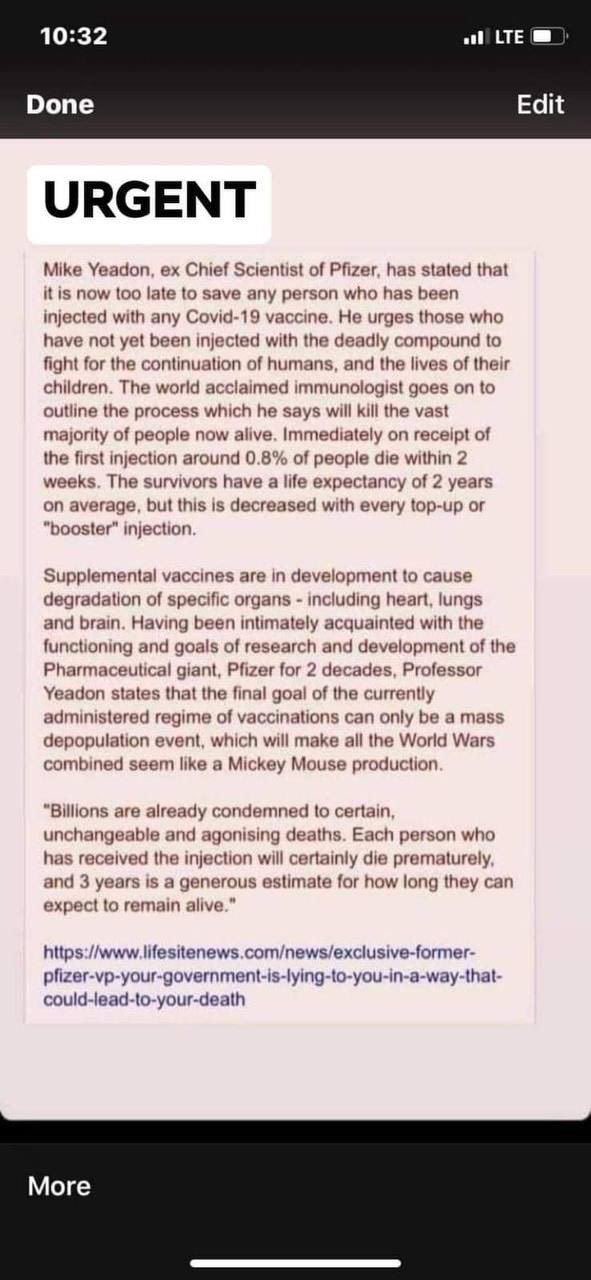 10:32
LTE
Done
Edit
URGENT
Mike Yeadon, ex Chief Scientist of Pfizer, has stated that
it is now too late to save any person who has been
injected with any Covid-19 vaccine. He urges those who
have not yet been injected with the deadly compound to
fight for the continuation of humans, and the lives of their
children. The world acclaimed immunologist goes on to
outline the process which he says will kill the vast
majority of people now alive. Immediately on receipt of
the first injection around 0.8% of people die within 2
weeks. The survivors have a life expectancy of 2 years
on average, but this is decreased with every top-up or
"booster" injection.
Supplemental vaccines are in development to cause
degradation of specific organs - including heart, lungs
and brain. Having been intimately acquainted with the
functioning and goals of research and development of the
Pharmaceutical giant, Pfizer for 2 decades, Professor
Yeadon states that the final goal of the currently
administered regime of vaccinations can only be a mass
depopulation event, which will make all the World Wars
combined seem like a Mickey Mouse production.
"Billions are already condemned to certain,
unchangeable and agonising deaths. Each person who
has received the injection will certainly die prematurely,
and 3 years is a generous estimate for how long they can
expect to remain alive."
https://www.lifesitenews.com/news/exclusive-former-
pfizer-vp-your-government-is-lying-to-you-in-a-way-that-
could-lead-to-your-death
More